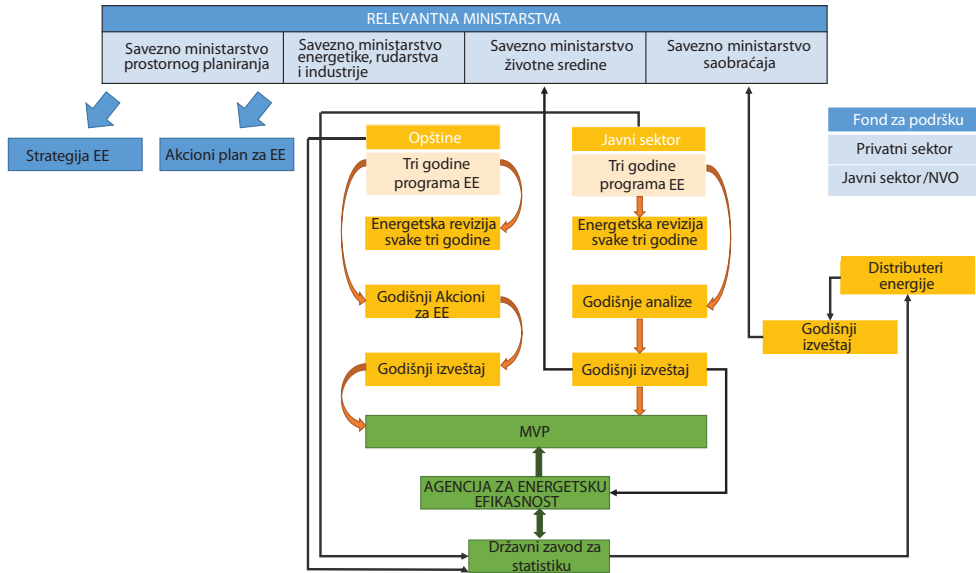 RELEVANTNA MINISTARSTVA
Savezno ministarstvo
prostornog planiranja
Savezno ministarstvo
energetike, rudarstva
i industrije
Savezno ministarstvo
životne sredine
Savezno ministarstvo
saobraćaja
Strategija EE
Akcioni plan za EE
Opštine
Tri godine
programa EE
Energetska revizija
svake tri godine
Godišnji Akcioni
za EE
Godišnji izveštaj
Javni sektor
Tri godine
programa EE
Energetska revizija
svake tri godine
Godišnje analize
Godišnji izveštaj
Fond za podršku
Privatni sektor
Javni sektor/NVO
Distributeri
energije
Godišnji
izveštaj
MVP
AGENCIJA ZA ENERGETSKU
EFIKASNOST
Državni zavod za
statistiku